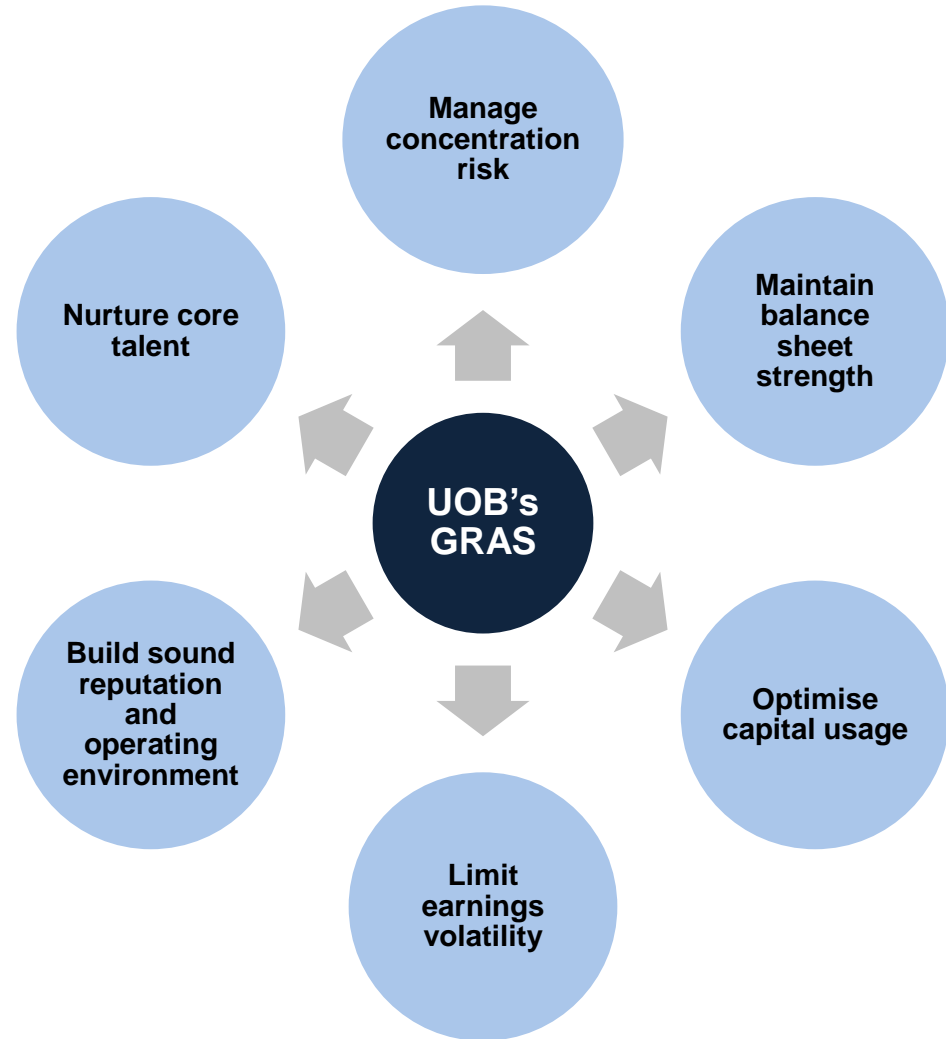 Manage
concentration
risk
Nurture core
talent
Maintain
balance
sheet
strength
UOB's
GRAS
Build sound
reputation
and
operating
environment
Optimise
capital usage
Limit
earnings
volatility